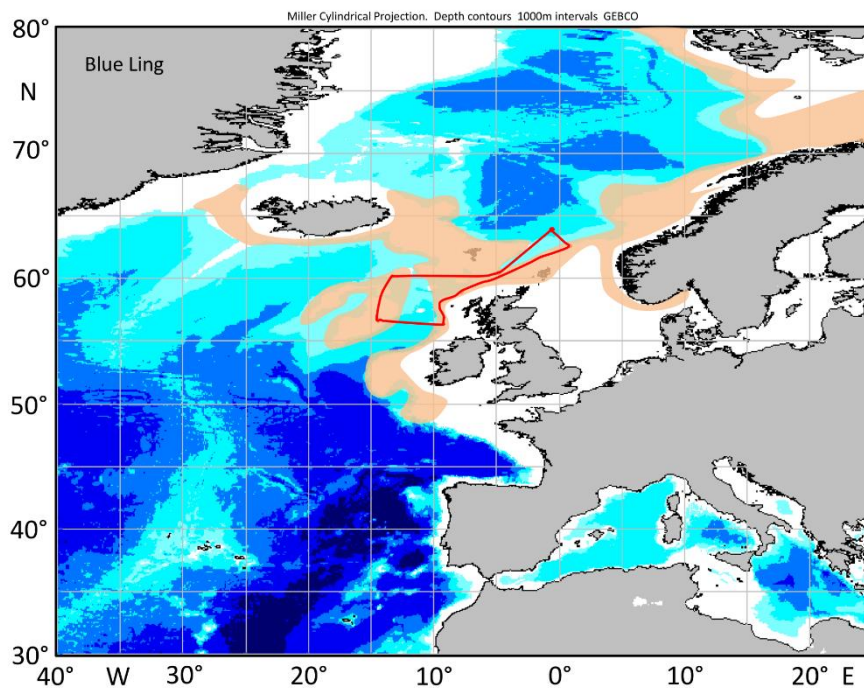 Miller Cylindrical Projection. Depth contours 1000m intervals GEBCO
80°
Blue Ling
N
70°
60°
50°
40°
30°
40° W 30° 20° 10° 0° 10° 20° E